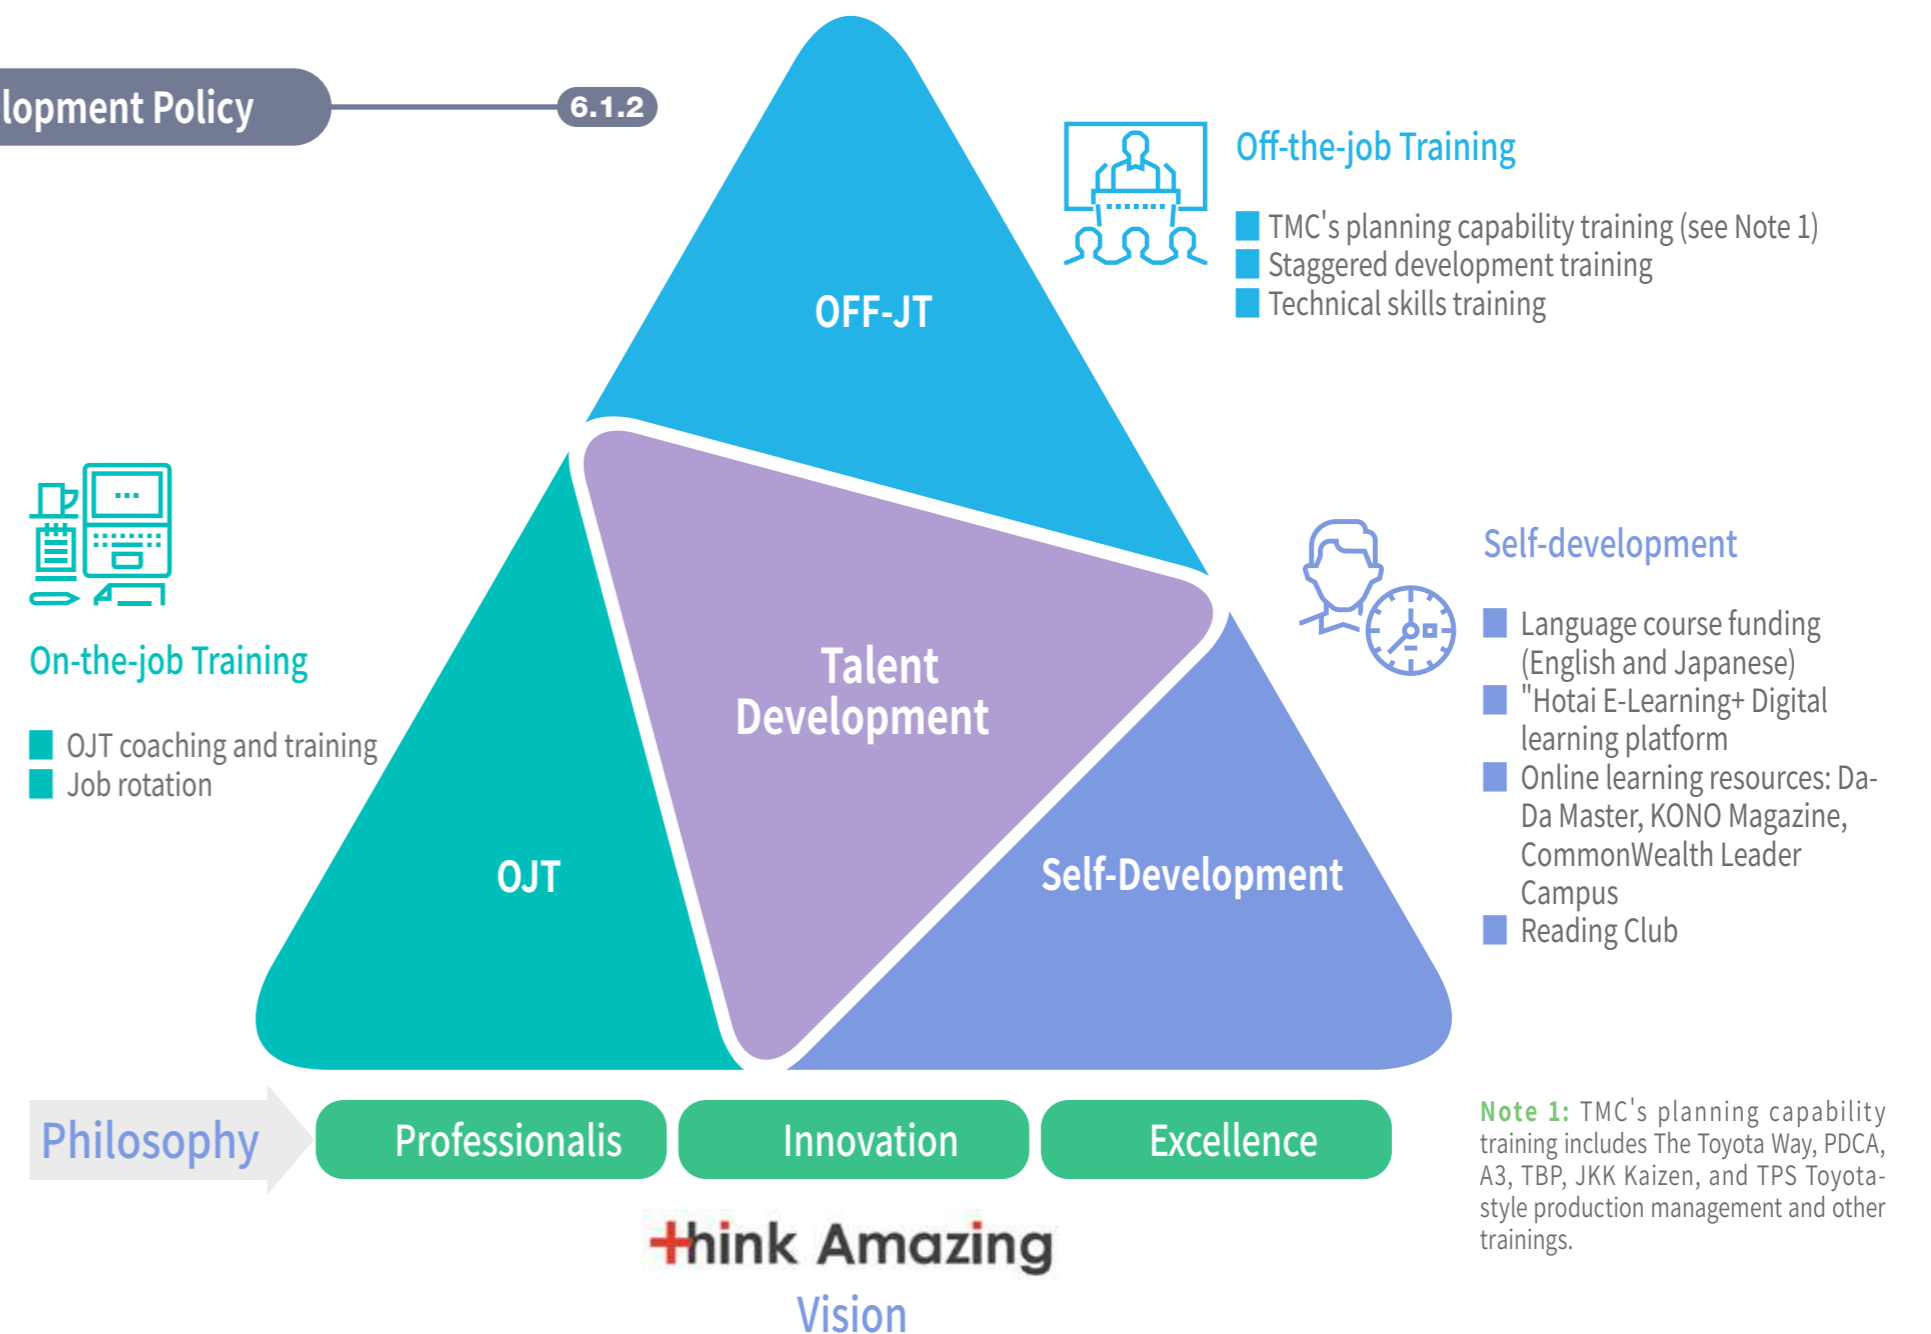 lopment Policy
6.1.2
OFF-JT
Off-the-job Training
TMC's planning capability training (see Note 1)
Staggered development training
Technical skills training
On-the-job Training
OJT coaching and training
Job rotation
Talent
Development
OJT
Self-Development
Self-development
Language course funding
(English and Japanese)
"Hotai E-Learning+ Digital
learning platform
Online learning resources: Da-
Da Master, KONO Magazine,
CommonWealth Leader
Campus
Reading Club
Philosophy
Professionalis
Innovation
Excellence
think Amazing
Vision
Note 1: TMC's planning capability
training includes The Toyota Way, PDCA,
A3, TBP, JKK Kaizen, and TPS Toyota-
style production management and other
trainings.